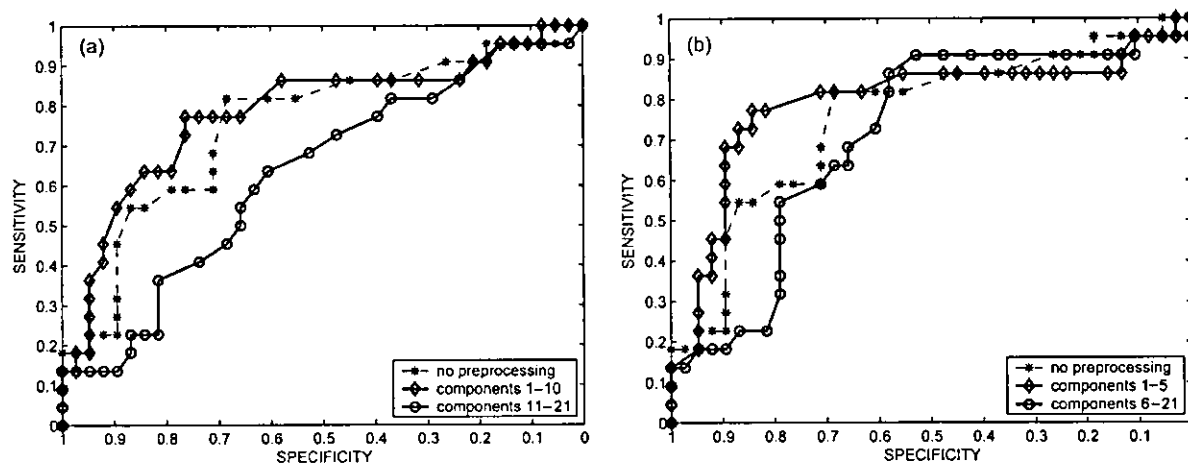 (a)
SENSITIVITY
1
0.9
0.8
0.7
0.6
0.5
0.4
0.3
0.2
0.1
0
1 0.9 0.8 0.7 0.6 0.5 0.4 0.3 0.2 0.1 0
SPECIFICITY
no preprocessing
components 1–10
components 11–21
(b)
SENSITIVITY
1
0.9
0.8
0.7
0.6
0.5
0.4
0.3
0.2
0.1
0
1 0.9 0.8 0.7 0.6 0.5 0.4 0.3 0.2 0.1 0
SPECIFICITY
no preprocessing
components 1–5
components 6–21